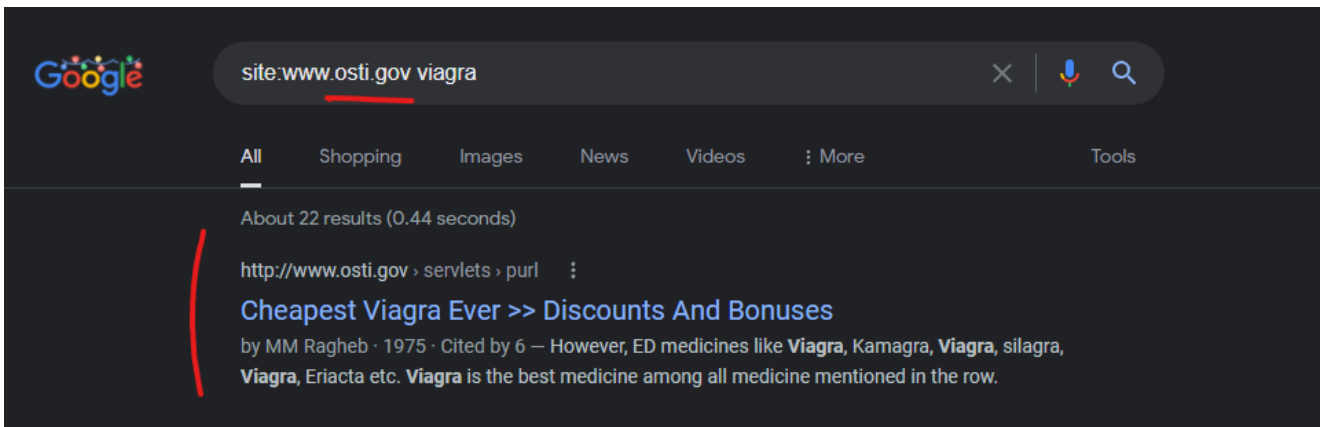 Google
site:www.osti.gov viagra
All Shopping Images News Videos More Tools
About 22 results (0.44 seconds)
http://www.osti.gov › servlets › purl
Cheapest Viagra Ever >> Discounts And Bonuses
by MM Ragheb · 1975 · Cited by 6 — However, ED medicines like Viagra, Kamagra, Viagra, silagra,
Viagra, Eriacta etc. Viagra is the best medicine among all medicine mentioned in the row.